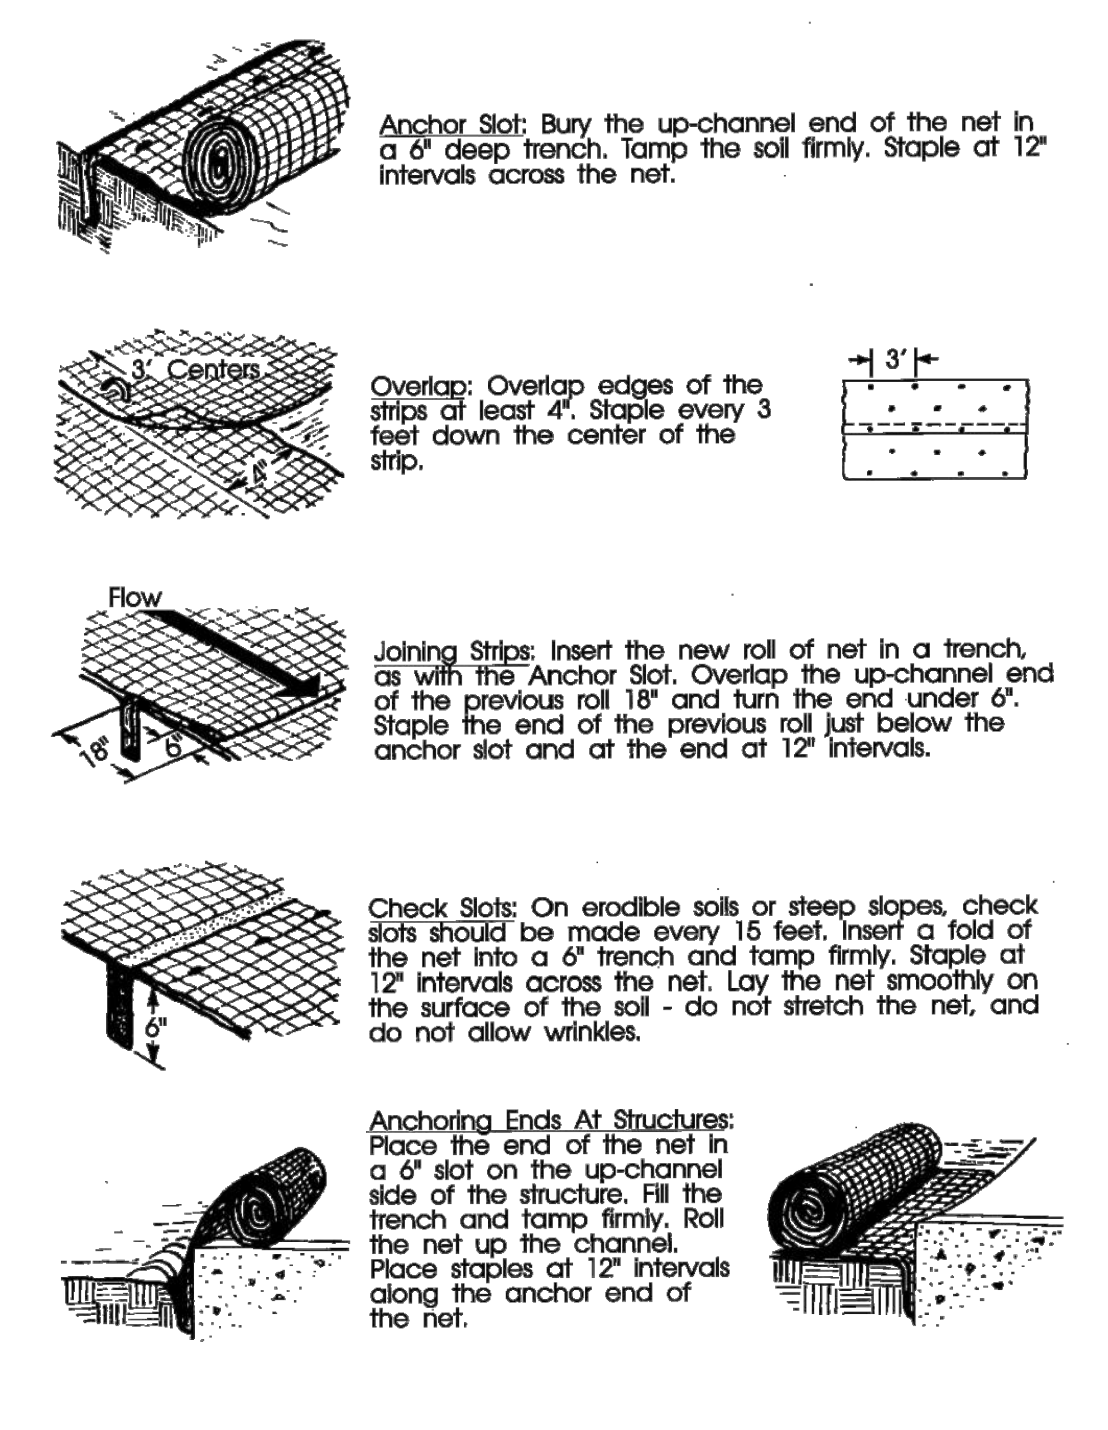 Anchor Slot: Bury the up-channel end of the net in
a 6" deep trench. Tamp the soil firmly. Staple at 12"
intervals across the net.
3' Centers
4"
Overlap: Overlap edges of the
strips at least 4". Staple every 3
feet down the center of the
strip.
3'
Flow
18"
6"
Joining Strips: Insert the new roll of net in a trench,
as with the Anchor Slot. Overlap the up-channel end
of the previous roll 18" and turn the end under 6".
Staple the end of the previous roll just below the
anchor slot and at the end at 12" intervals.
6"
Check Slots: On erodible soils or steep slopes, check
slots should be made every 15 feet. Insert a fold of
the net into a 6" trench and tamp firmly. Staple at
12" intervals across the net. Lay the net smoothly on
the surface of the soil - do not stretch the net, and
do not allow wrinkles.
Anchoring Ends At Structures:
Place the end of the net in
a 6" slot on the up-channel
side of the structure. Fill the
trench and tamp firmly. Roll
the net up the channel.
Place staples at 12" intervals
along the anchor end of
the net.